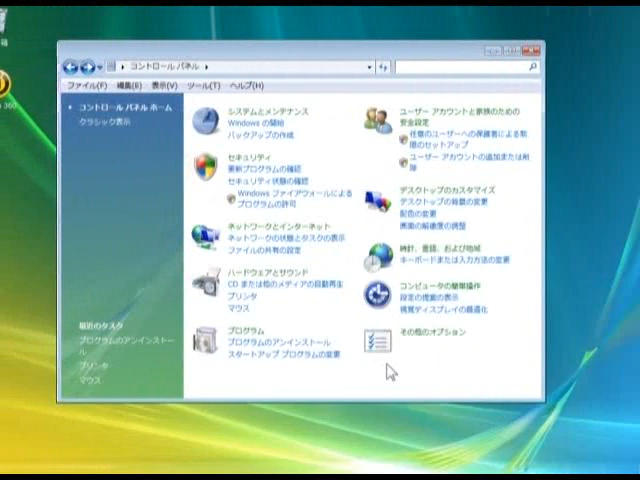 箱
360
コントロール パネル
ファイル(F) 編集(E) 表示(V) ツール(T) ヘルプ(H)
コントロール パネル ホーム
クラシック表示
最近のタスク
プログラムのアンインストール
プリンタ
マウス
システムとメンテナンス
Windows の開始
バックアップの作成
セキュリティ
更新プログラムの確認
セキュリティ状態の確認
Windows ファイアウォールによる
プログラムの許可
ネットワークとインターネット
ネットワークの状態とタスクの表示
ファイルの共有の設定
ハードウェアとサウンド
CD または他のメディアの自動再生
プリンタ
マウス
プログラム
プログラムのアンインストール
スタートアップ プログラムの変更
ユーザー アカウントと家族のための
安全設定
任意のユーザーへの保護者による制
限のセットアップ
ユーザー アカウントの追加または削
除
デスクトップのカスタマイズ
デスクトップの背景の変更
配色の変更
画面の解像度の調整
時計、言語、および地域
キーボードまたは入力方法の変更
コンピュータの簡単操作
設定の提案の表示
視覚ディスプレイの最適化
その他のオプション